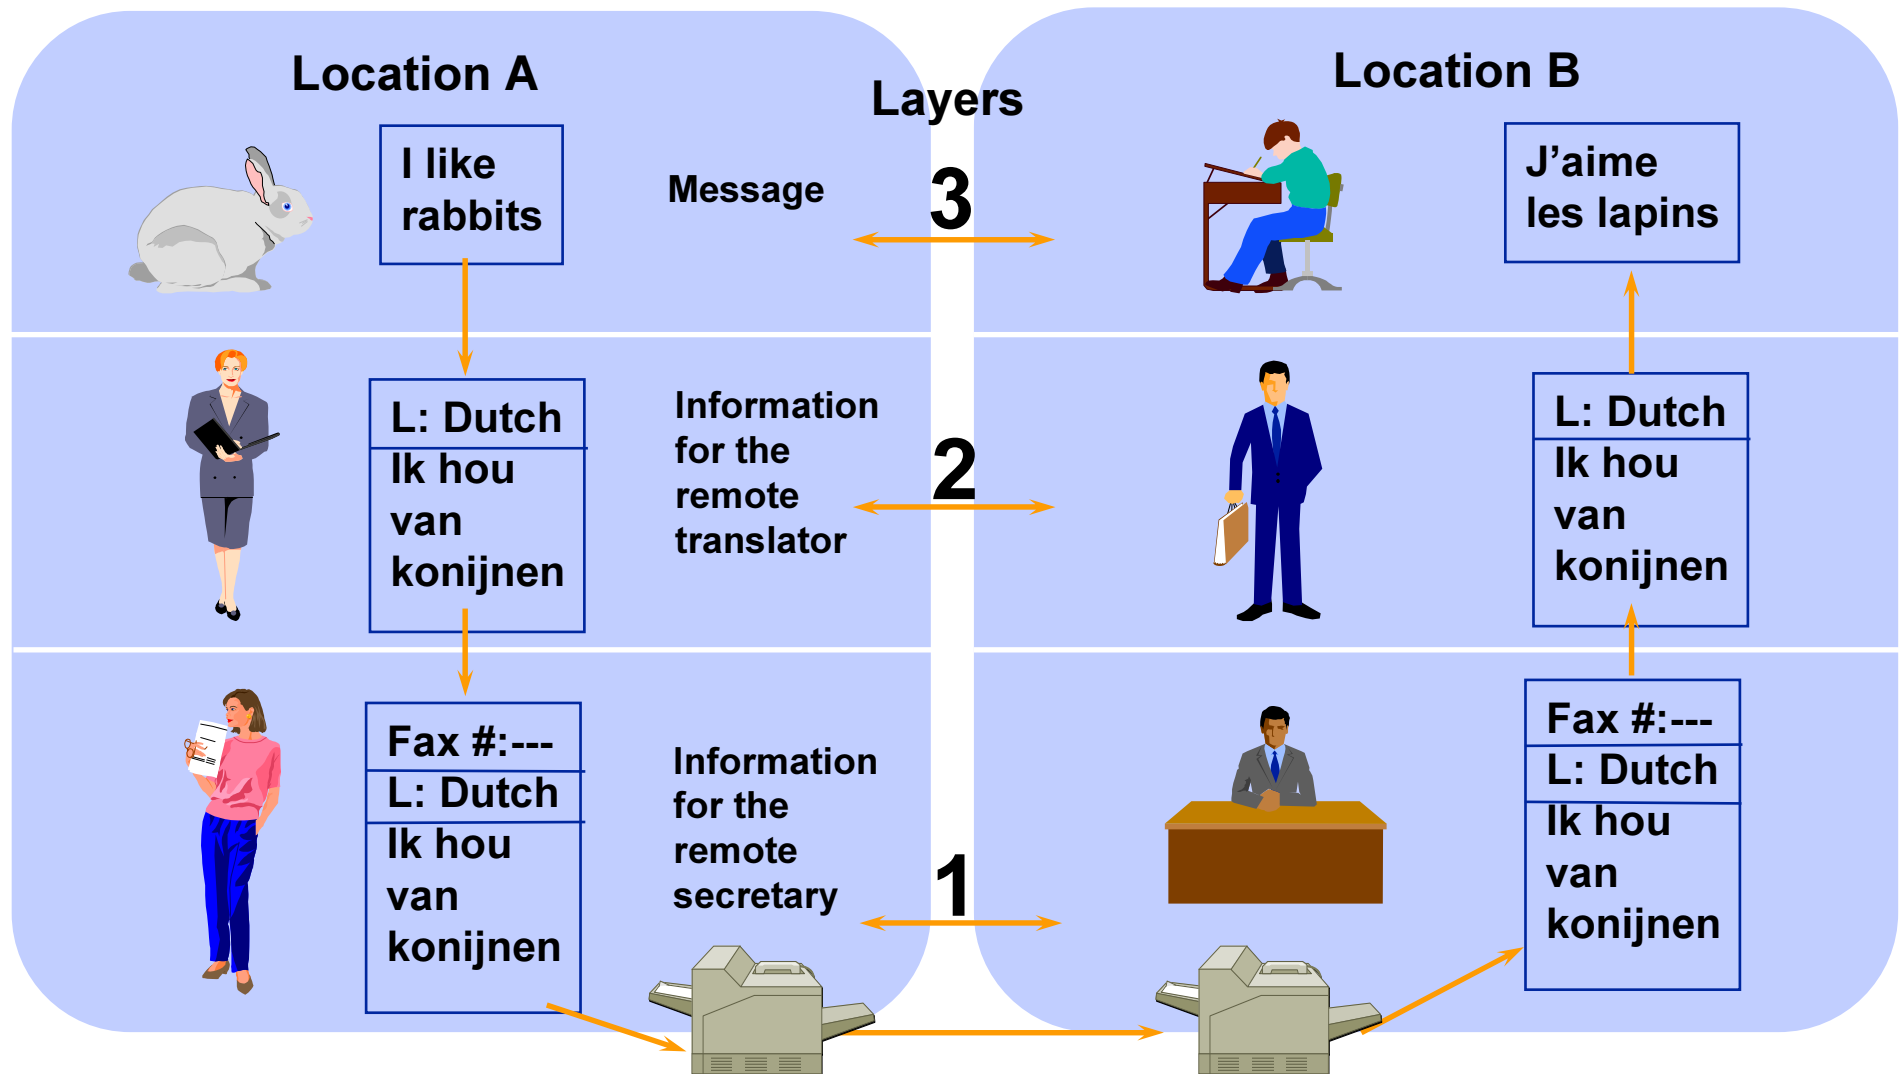 Location A
I like
rabbits
Message
Layers
3
Location B
J’aime
les lapins
L: Dutch
Ik hou
van
konijnen
Information
for the
remote
translator
2
L: Dutch
Ik hou
van
konijnen
Fax #:---
L: Dutch
Ik hou
van
konijnen
Information
for the
remote
secretary
1
Fax #:---
L: Dutch
Ik hou
van
konijnen